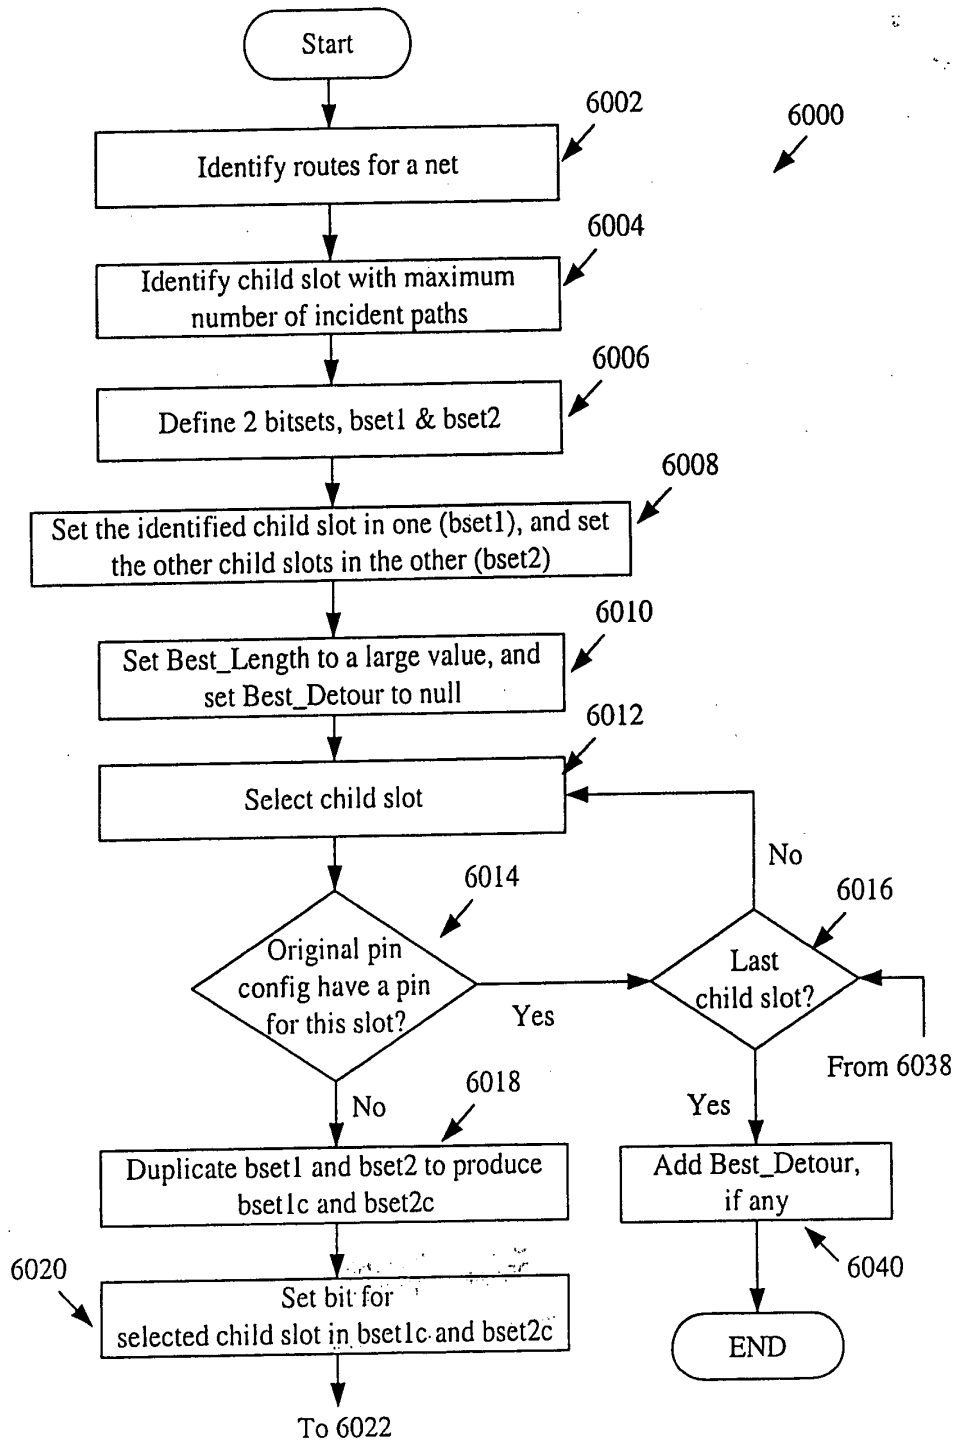 Start
6002
6000
Identify routes for a net
6004
Identify child slot with maximum
number of incident paths
6006
Define 2 bitsets, bset1 & bset2
6008
Set the identified child slot in one (bset1), and set
the other child slots in the other (bset2)
6010
Set Best_Length to a large value, and
set Best_Detour to null
6012
Select child slot
No
6014
6016
Original pin
config have a pin
for this slot?
Yes
Last
child slot?
From 6038
No
6018
Yes
Duplicate bset1 and bset2 to produce
bset1c and bset2c
Add Best_Detour,
if any
6040
6020
Set bit for
selected child slot in bset1c and bset2c
END
To 6022